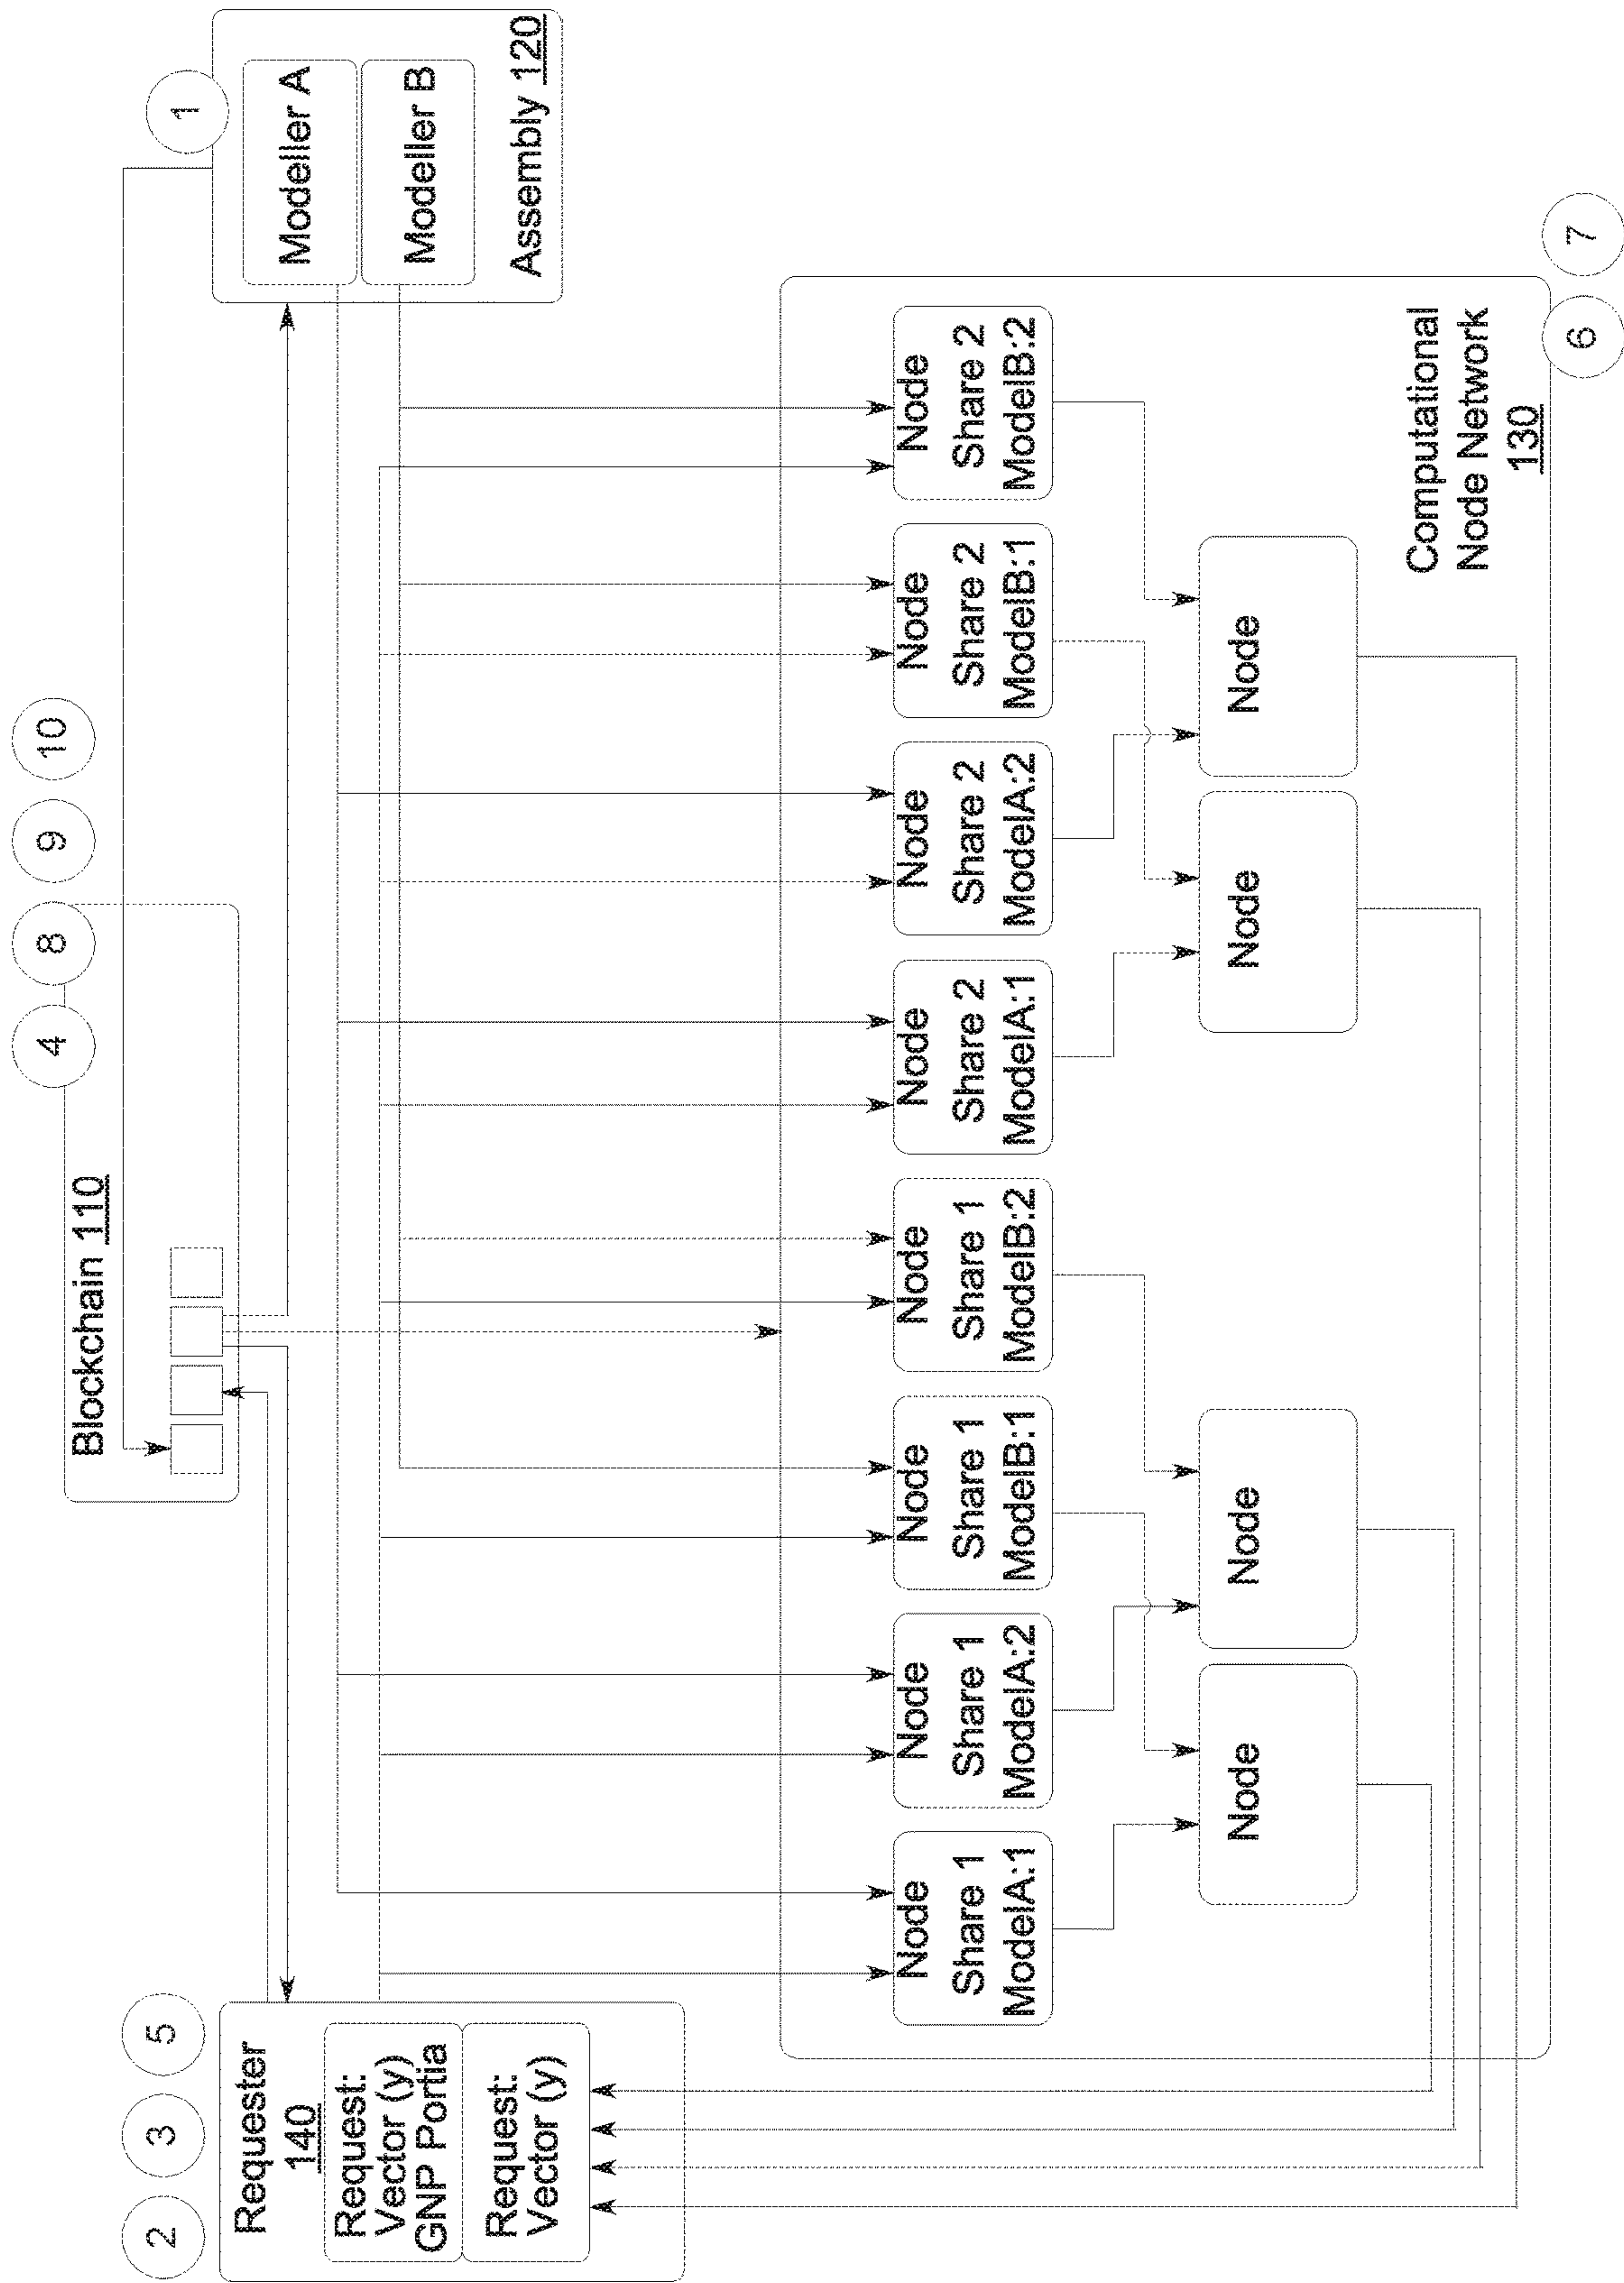 2
3
5
Requester
140
Request:
Vector (y)
GNP Portia
Request:
Vector (y)
Blockchain 110
4
8
9
10
1
Modeller A
Modeller B
Assembly 120
Node
Share 1
ModelA:1
Node
Share 1
ModelA:2
Node
Share 1
ModelB:1
Node
Share 1
ModelB:2
Node
Share 2
ModelA:1
Node
Share 2
ModelA:2
Node
Share 2
ModelB:1
Node
Share 2
ModelB:2
Node
Node
Node
Node
Computational
Node Network
130
6
7